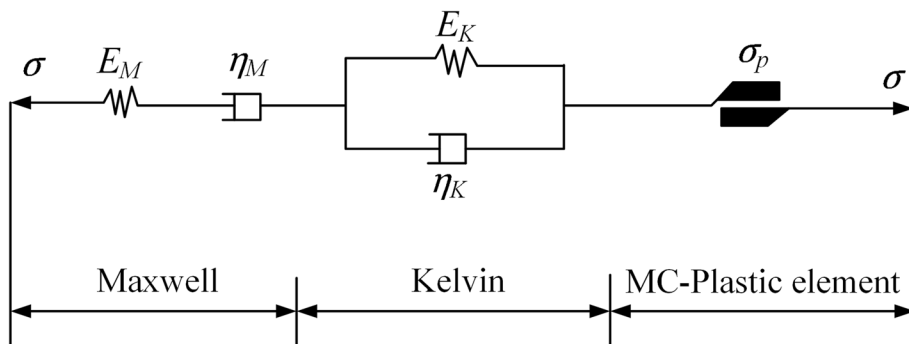 σ
E_M
η_M
E_K
η_K
σ_p
σ
Maxwell
Kelvin
MC-Plastic element